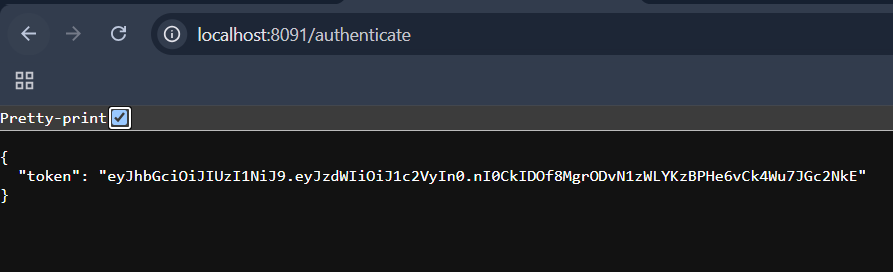 localhost:8091/authenticate
Pretty-print
{
"token": "eyJhbGciOiJIUzI1NiJ9.eyJzdWIiOiJ1c2VyIn0.nI0CkIDOf8MgrODvN1zWLYKzBPHe6vCk4Wu7JGc2NkE"
}